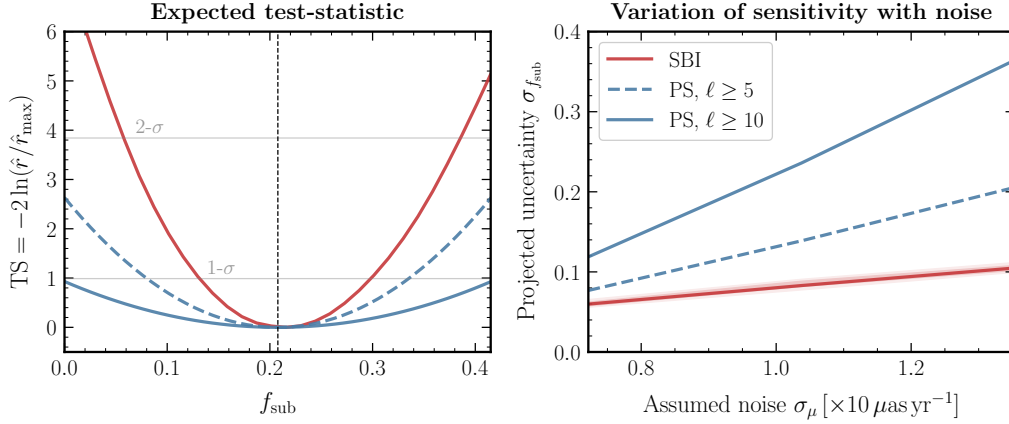 Expected test-statistic
TS = −2 ln(r̂/r̂max)
6
5
4
3
2
1
0
2-σ
1-σ
0.0 0.1 0.2 0.3 0.4
fsub
Variation of sensitivity with noise
Projected uncertainty σfsub
0.4
0.3
0.2
0.1
0.0
SBI
PS, ℓ ≥ 5
PS, ℓ ≥ 10
0.8 1.0 1.2
Assumed noise σμ [×10 μas yr⁻¹]